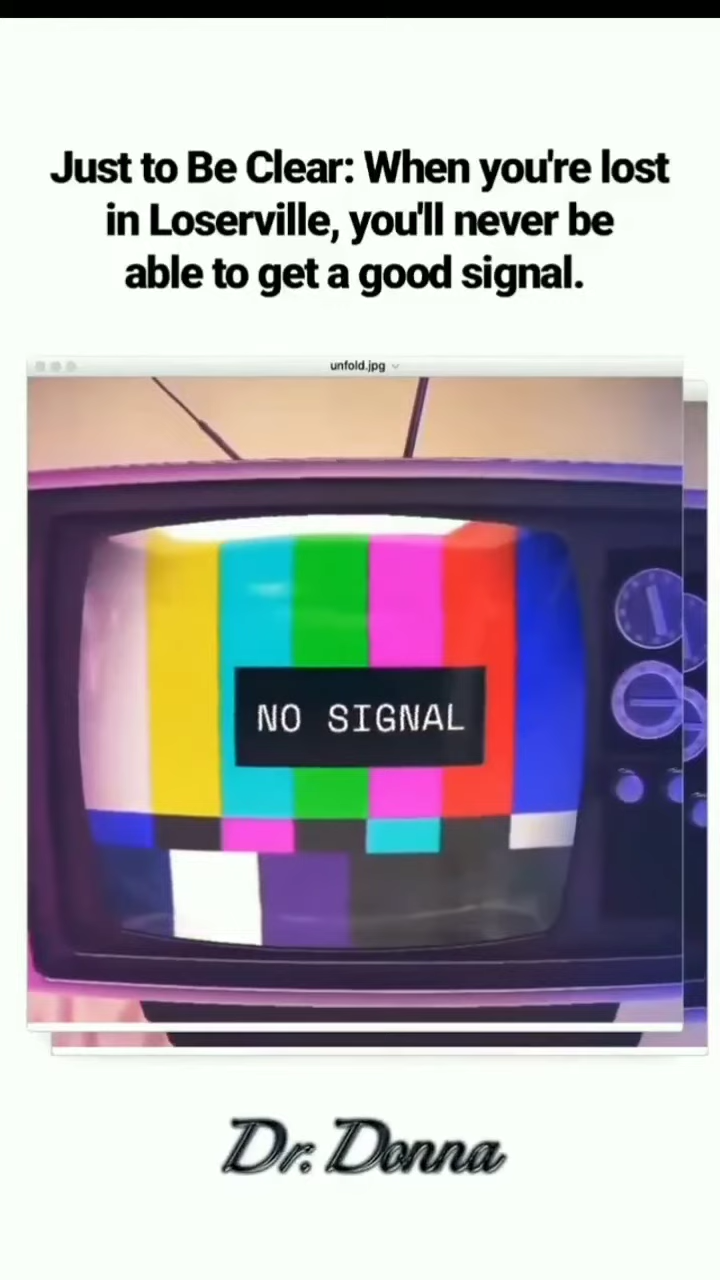 Just to Be Clear: When you're lost
in Loserville, you'll never be
able to get a good signal.
unfold.jpg
NO SIGNAL
Dr. Donna